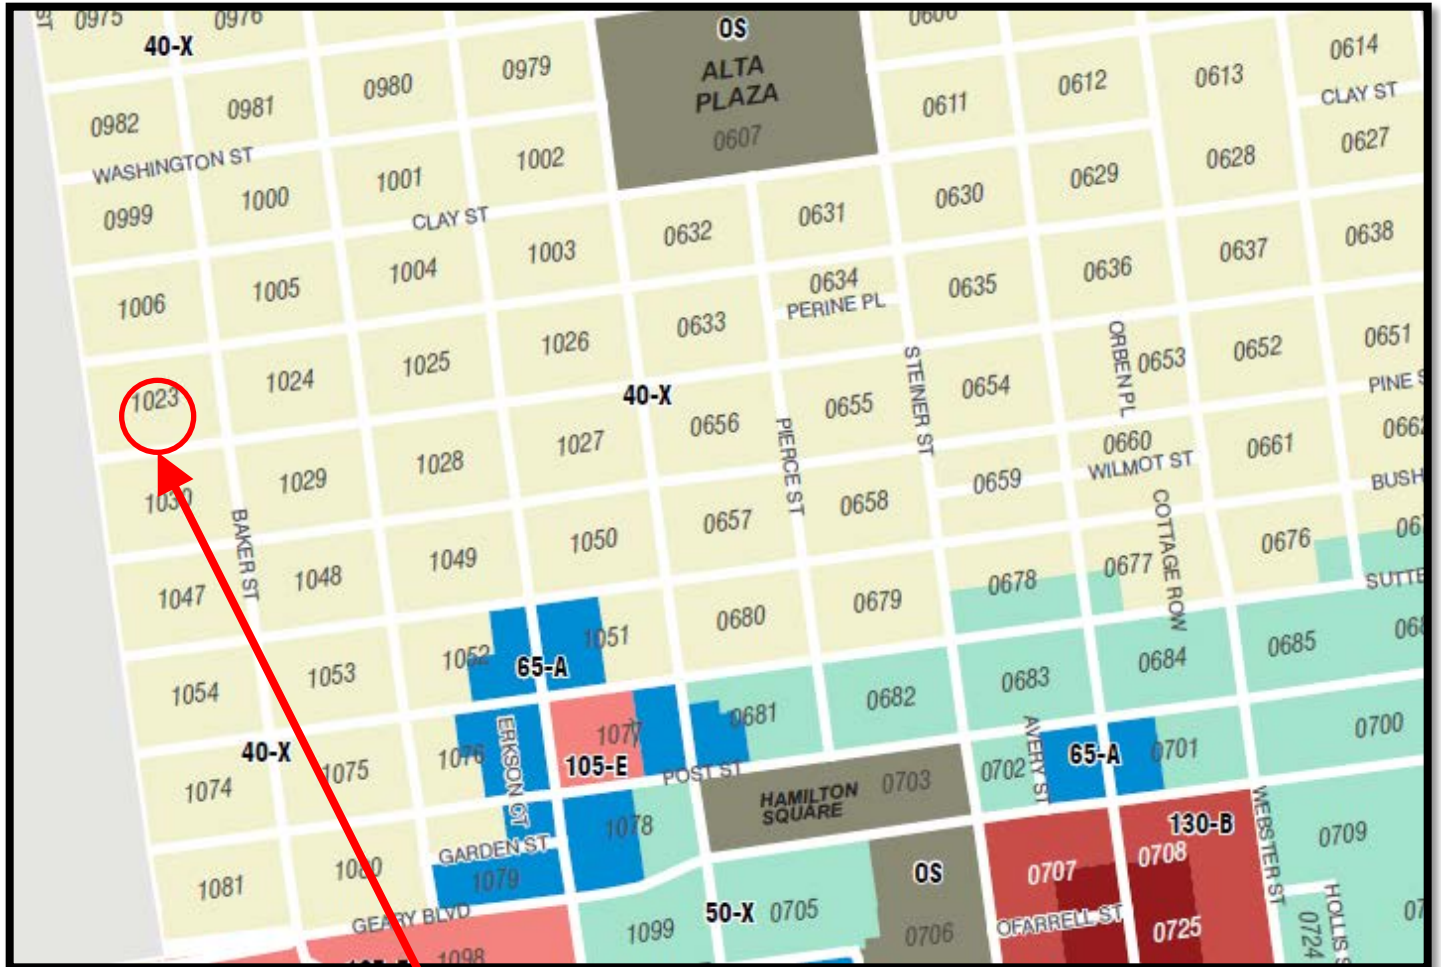 ST 0975 0976
40-X
OS
0606
0614
ALTA
PLAZA
0982 0981 0980 0979 0607 0611 0612 0613 CLAY ST
WASHINGTON ST
0999 1000 1001 1002 0630 0629 0628 0627
CLAY ST
1006 1005 1004 1003 0632 0631
0634
PERINE PL
0635 0636 0637 0638
1023 1024 1025 1026 0633
40-X
STEINER ST
ORBEN PL
0653 0652 0651
PINE S
1030 1029 1028 1027 0656 0655 0654
PIERCE ST
0660
WILMOT ST
0661
BUSH
BAKER ST
1047 1048 1049 1050 0657 0658 0659
COTTAGE ROW
0678 0677 0676
SUTTE
1054 1053 1052 1051 0680 0679
65-A
0683 0684 0685
40-X
1074 1075 1076 1077 0681 0682
ERKSON CT
105-E
POST ST
HAMILTON
SQUARE
0703
0702
AVERY ST
65-A
0701 0700
1081 1080
GARDEN ST
1079 1078
GEARY BLVD
130-B
WEBSTER ST
0707 0708 0709
OS
50-X
1098 1099 0705 0706
OFARRELL ST
0725 0724
HOLLIS S